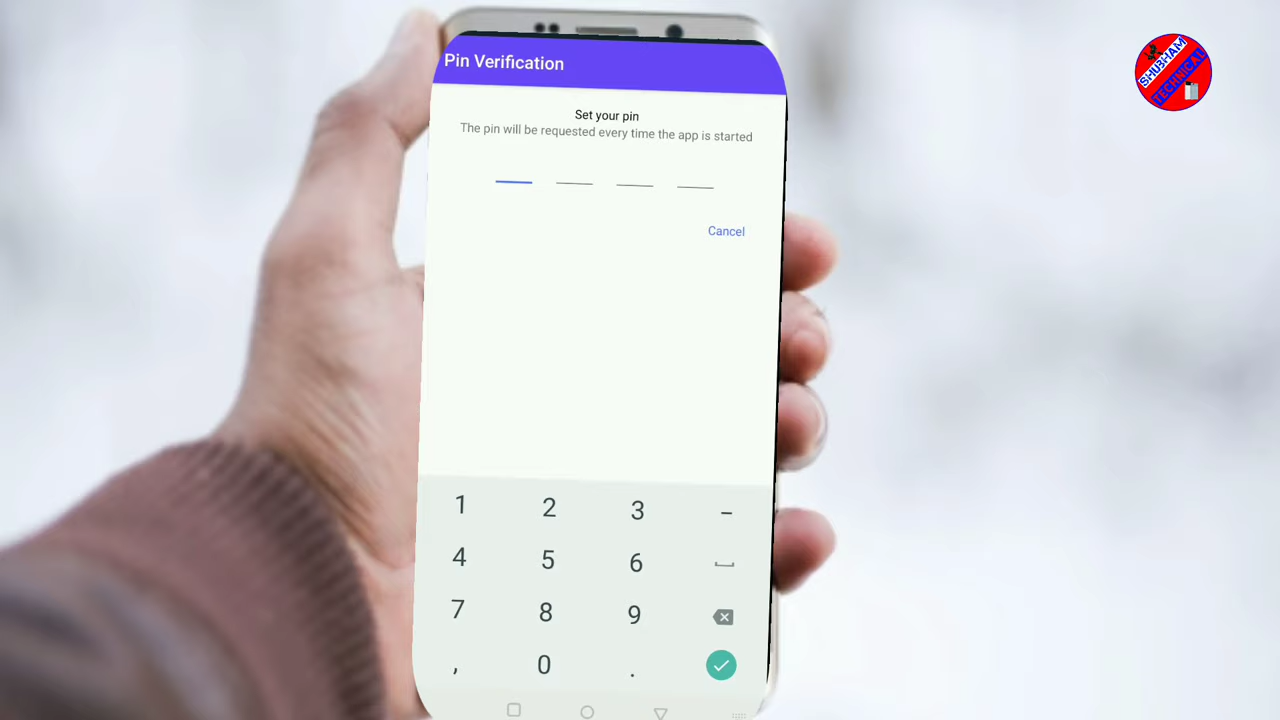 Pin Verification
SHUBHAM
TECHNICAL
Set your pin
The pin will be requested every time the app is started
Cancel
1 2 3 –
4 5 6
7 8 9
, 0 .